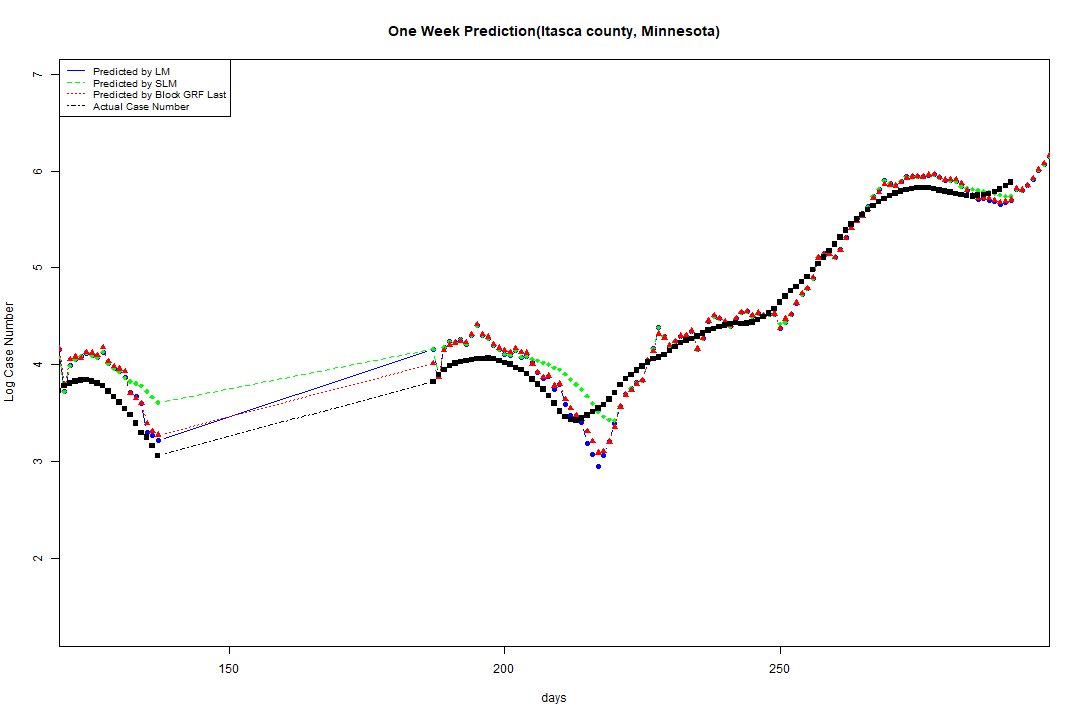 One Week Prediction(Itasca county, Minnesota)
Predicted by LM
Predicted by SLM
Predicted by Block GRF Last
Actual Case Number
7
6
5
4
3
2
Log Case Number
150
200
250
days